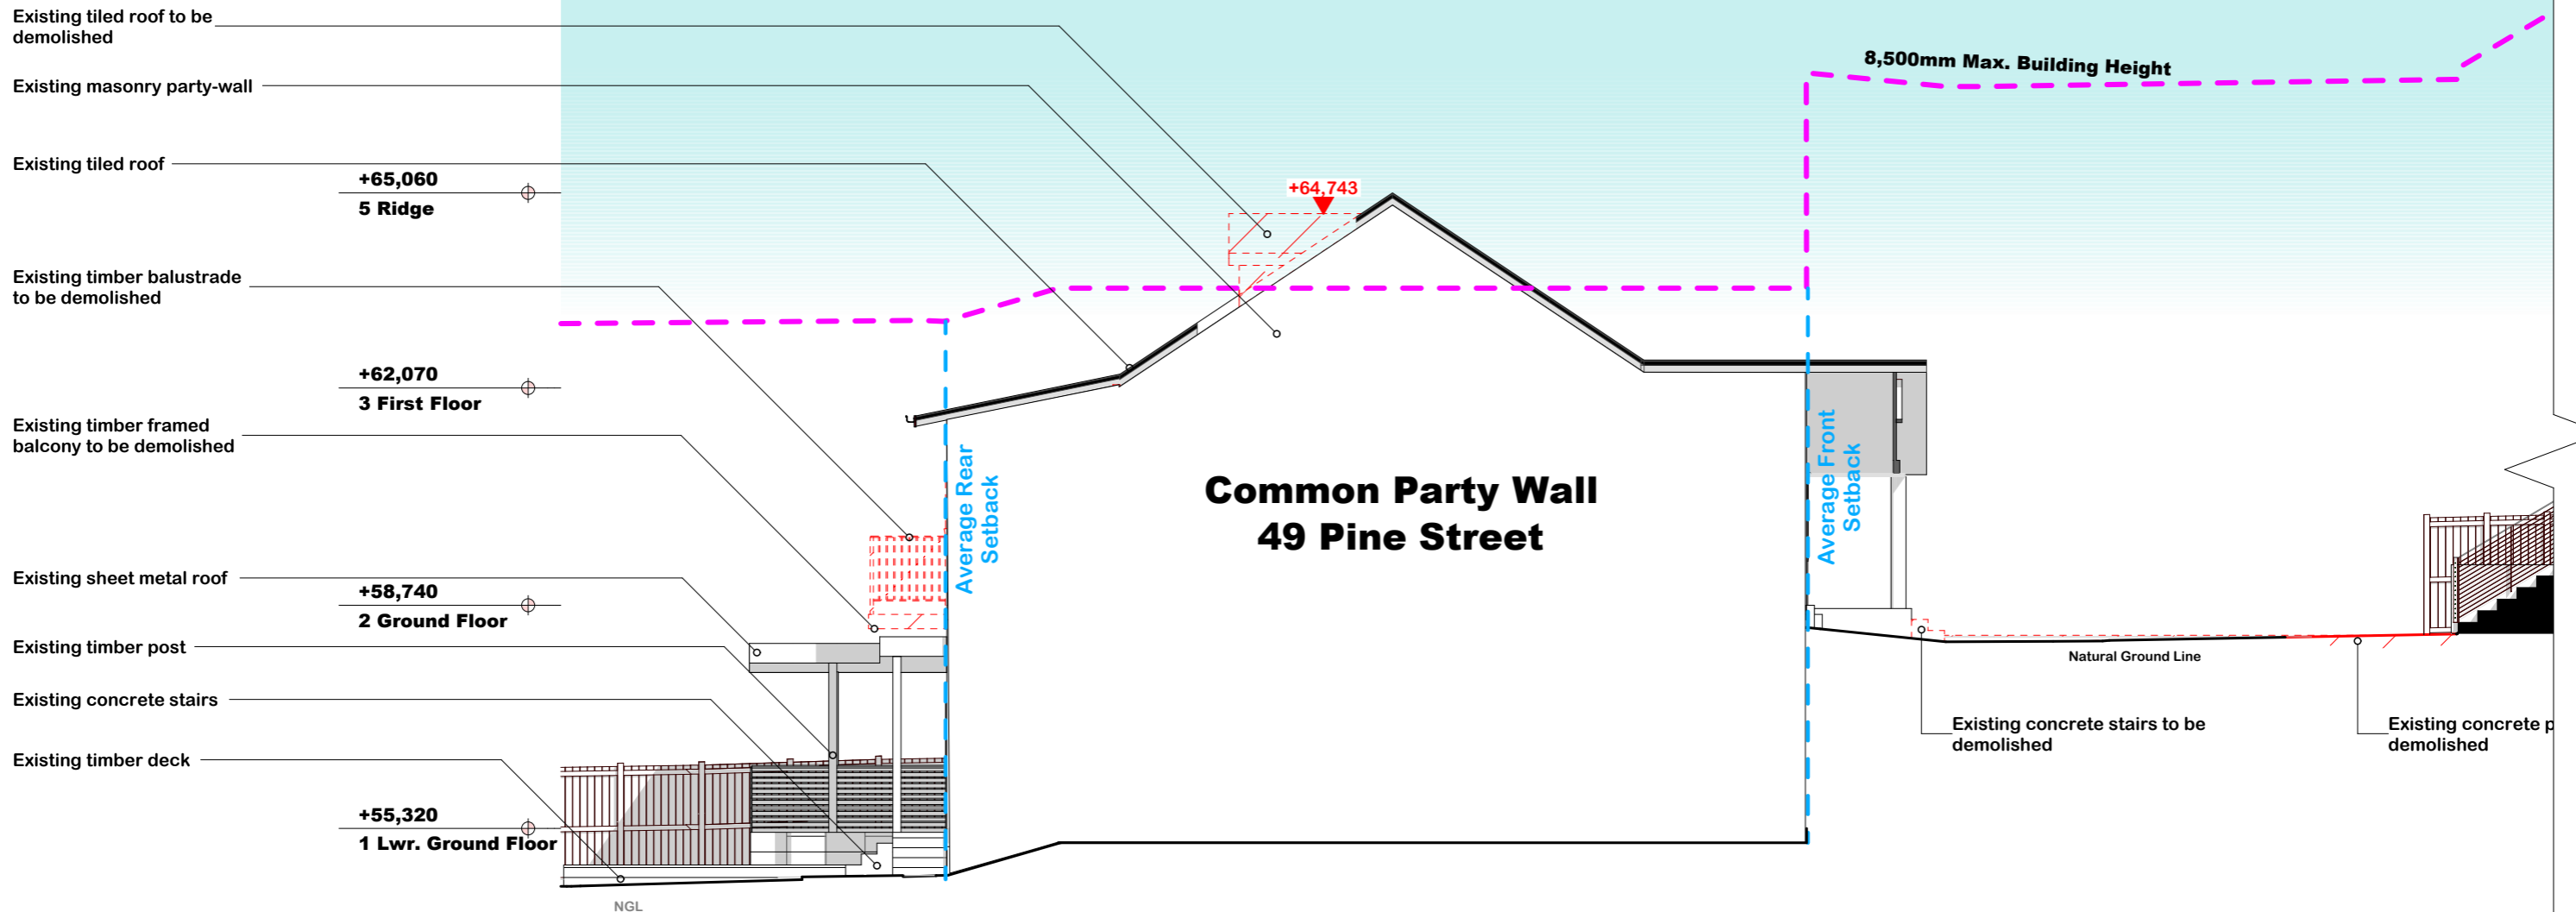 Existing tiled roof to be
demolished
Existing masonry party-wall
Existing tiled roof
+65,060
5 Ridge
Existing timber balustrade
to be demolished
+62,070
3 First Floor
Existing timber framed
balcony to be demolished
Existing sheet metal roof
+58,740
2 Ground Floor
Existing timber post
Existing concrete stairs
Existing timber deck
+55,320
1 Lwr. Ground Floor
NGL
+64,743
8,500mm Max. Building Height
Average Rear
Setback
Common Party Wall
49 Pine Street
Average Front
Setback
Natural Ground Line
Existing concrete stairs to be
demolished
Existing concrete p
demolished